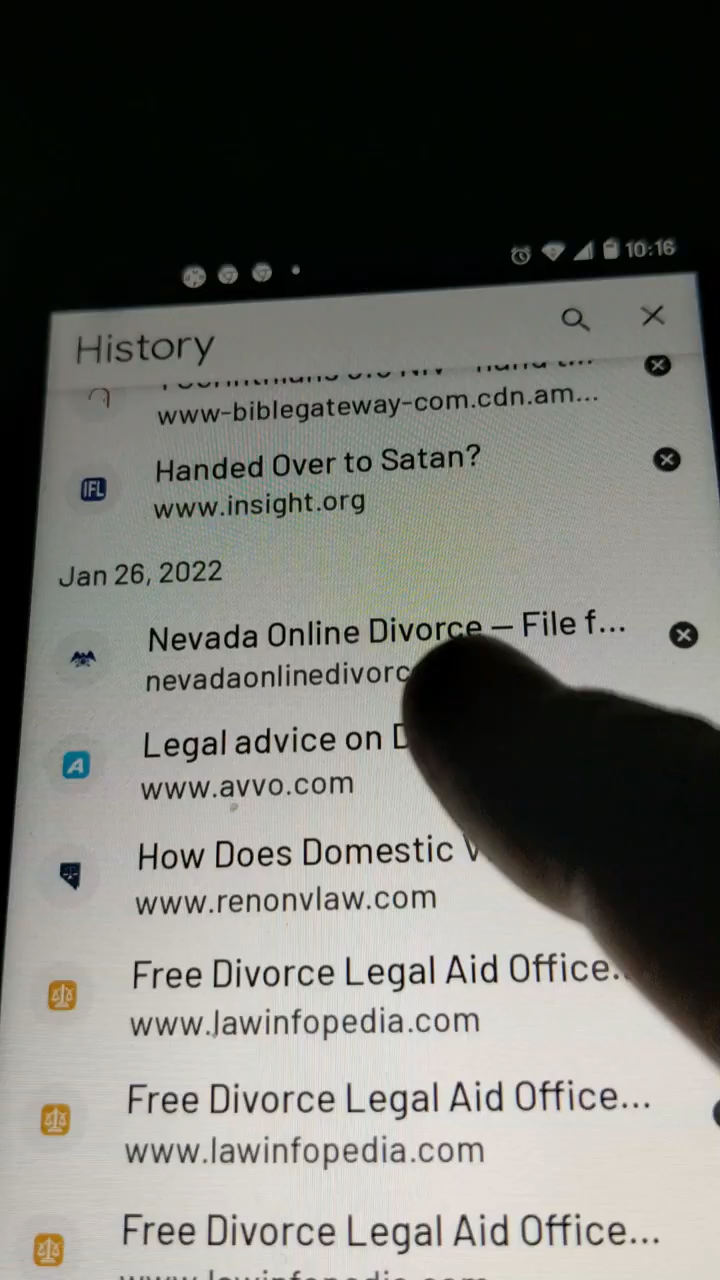 10:16
History
www-biblegateway-com.cdn.am...
Handed Over to Satan?
IFL
www.insight.org
Jan 26, 2022
Nevada Online Divorce – File f...
nevadaonlinedivorc
Legal advice on D
A
www.avvo.com
How Does Domestic V
www.renonvlaw.com
Free Divorce Legal Aid Office...
www.lawinfopedia.com
Free Divorce Legal Aid Office...
www.lawinfopedia.com
Free Divorce Legal Aid Office...